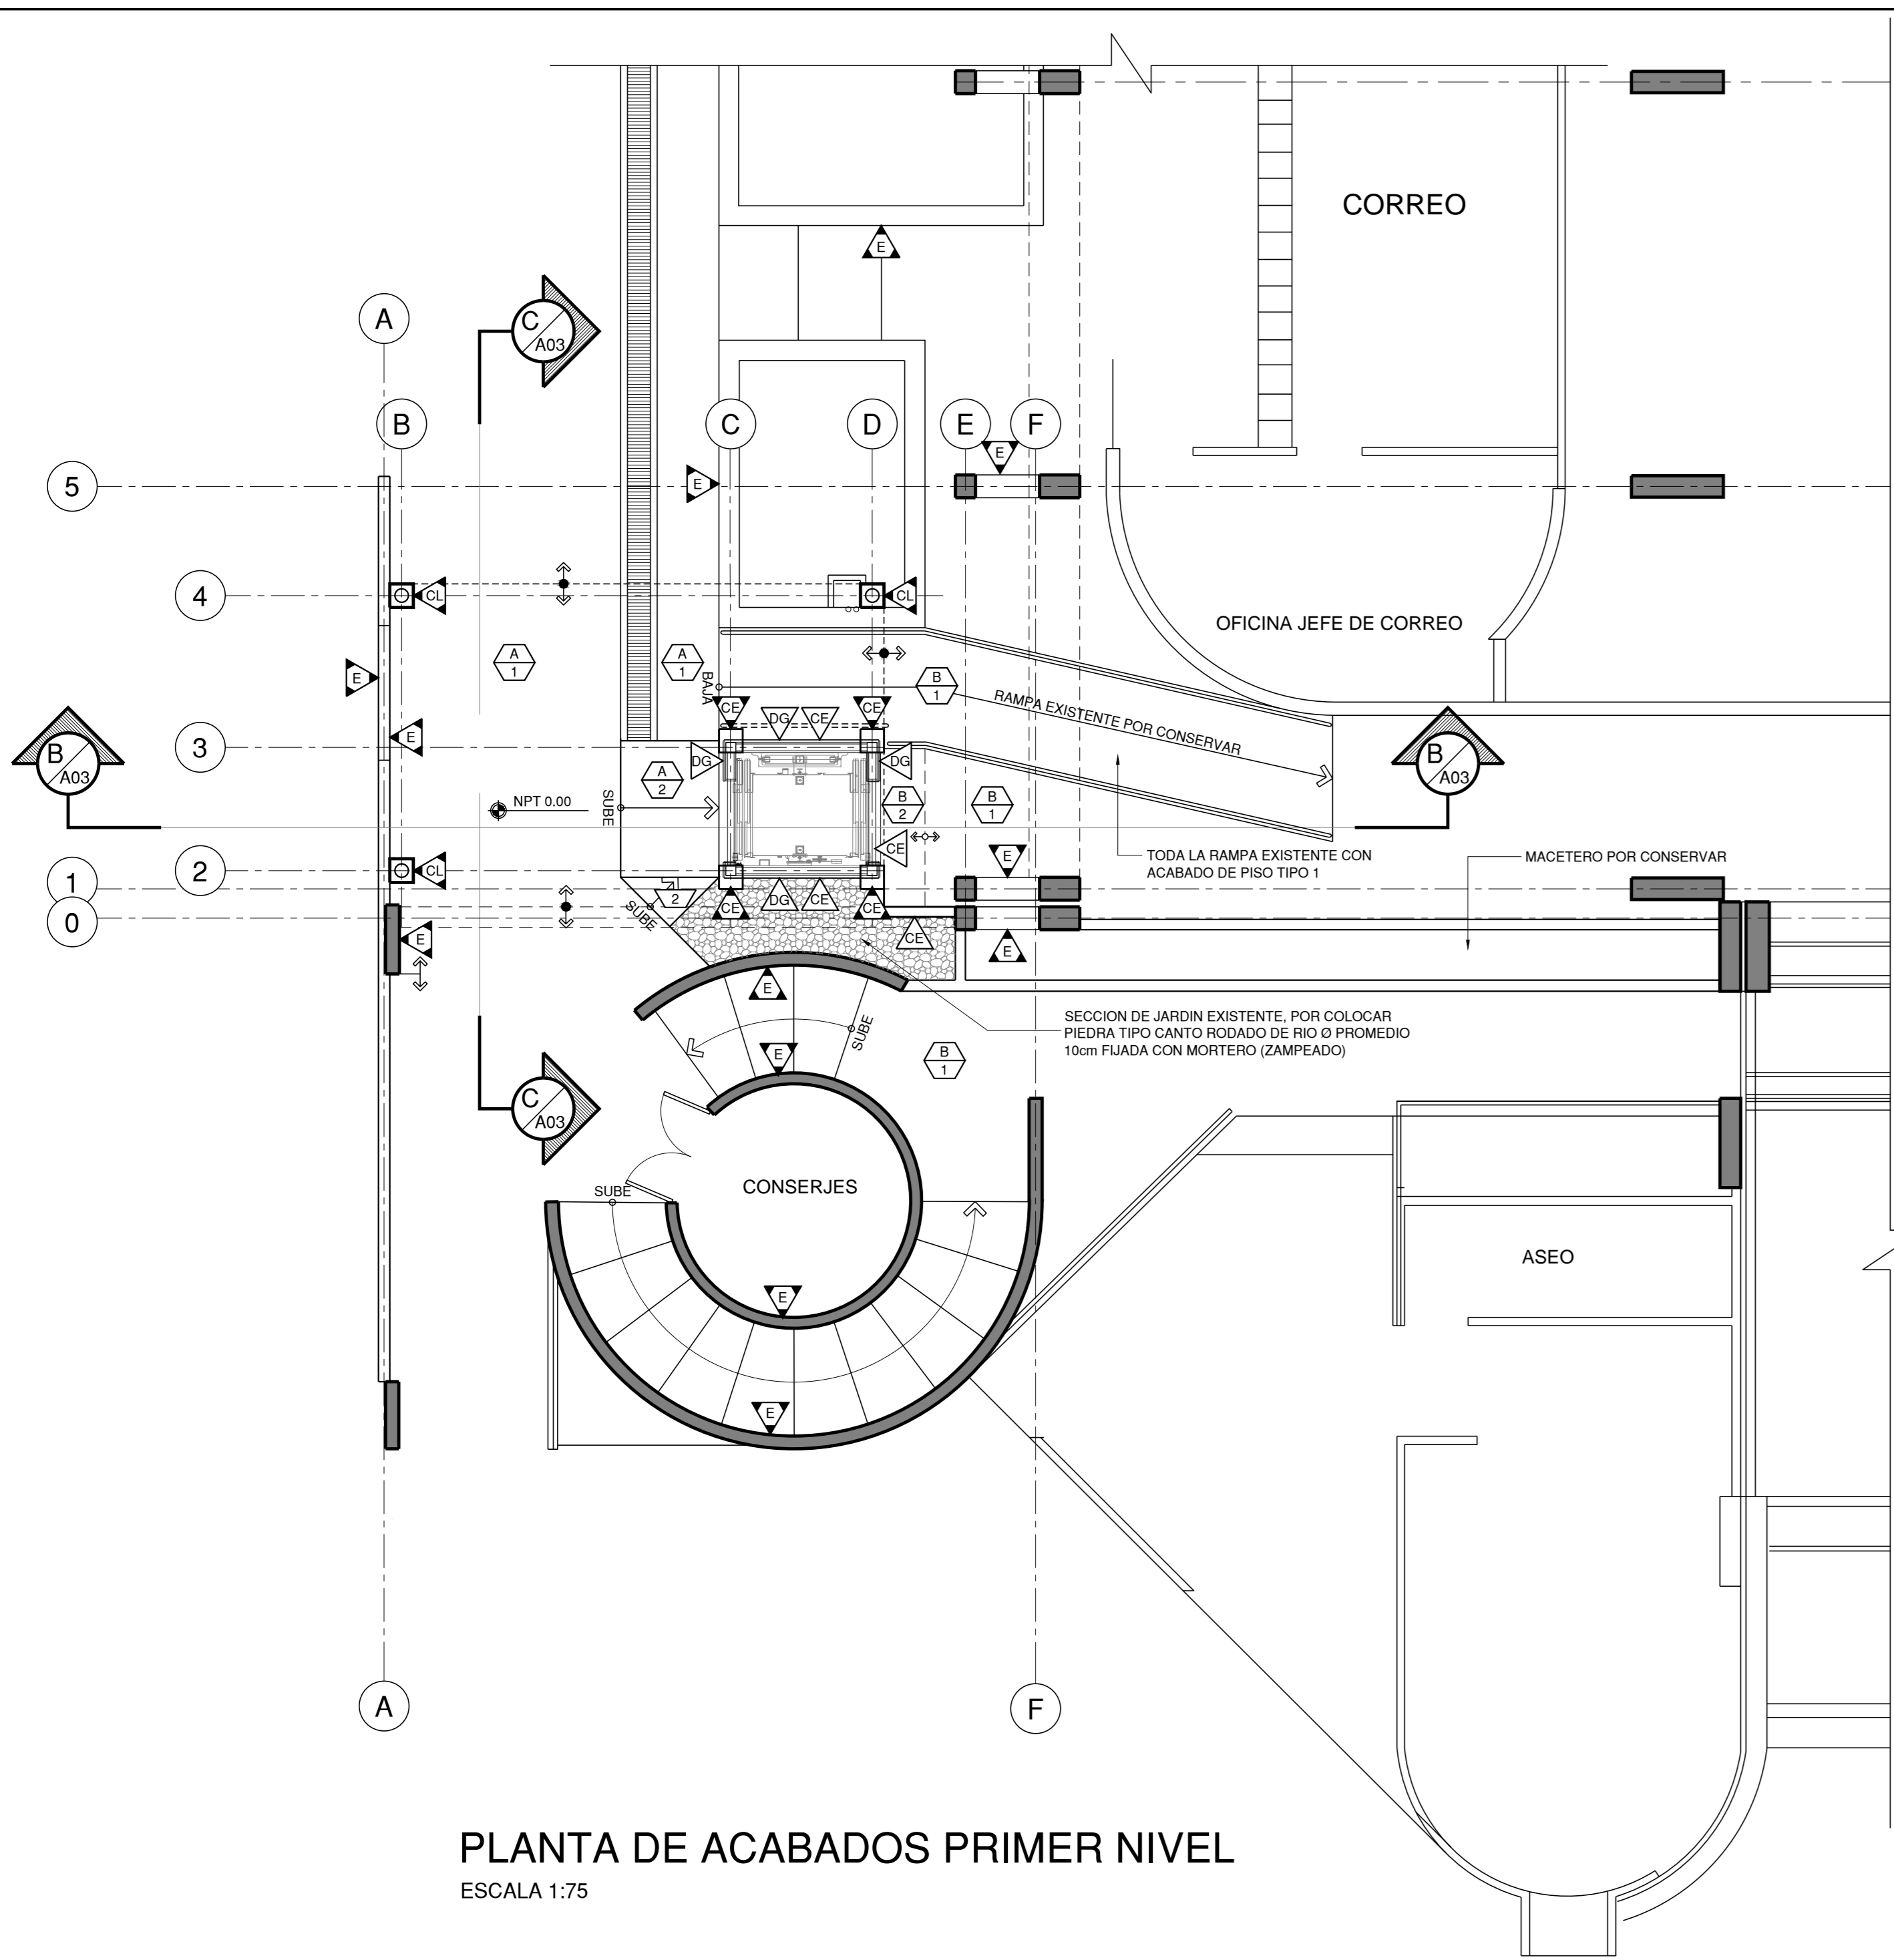 CORREO
A
C
A03
B
C
D
E
F
E
E
5
E
OFICINA JEFE DE CORREO
4
CL
CL
A
1
A
1
E
BAJA
B
1
RAMPA EXISTENTE POR CONSERVAR
CE
DG
CE
CE
3
E
B
A03
B
A03
DG
DG
A
2
SUBE
NPT 0.00
B
2
B
1
CE
TODA LA RAMPA EXISTENTE CON
ACABADO DE PISO TIPO 1
MACETERO POR CONSERVAR
E
1
2
CL
0
2
SUBE
CE
DG
CE
CE
E
CE
E
E
SECCION DE JARDIN EXISTENTE, POR COLOCAR
PIEDRA TIPO CANTO RODADO DE RIO Ø PROMEDIO
10cm FIJADA CON MORTERO (ZAMPEADO)
SUBE
E
B
1
C
A03
CONSERJES
SUBE
ASEO
E
E
A
F
PLANTA DE ACABADOS PRIMER NIVEL
ESCALA 1:75